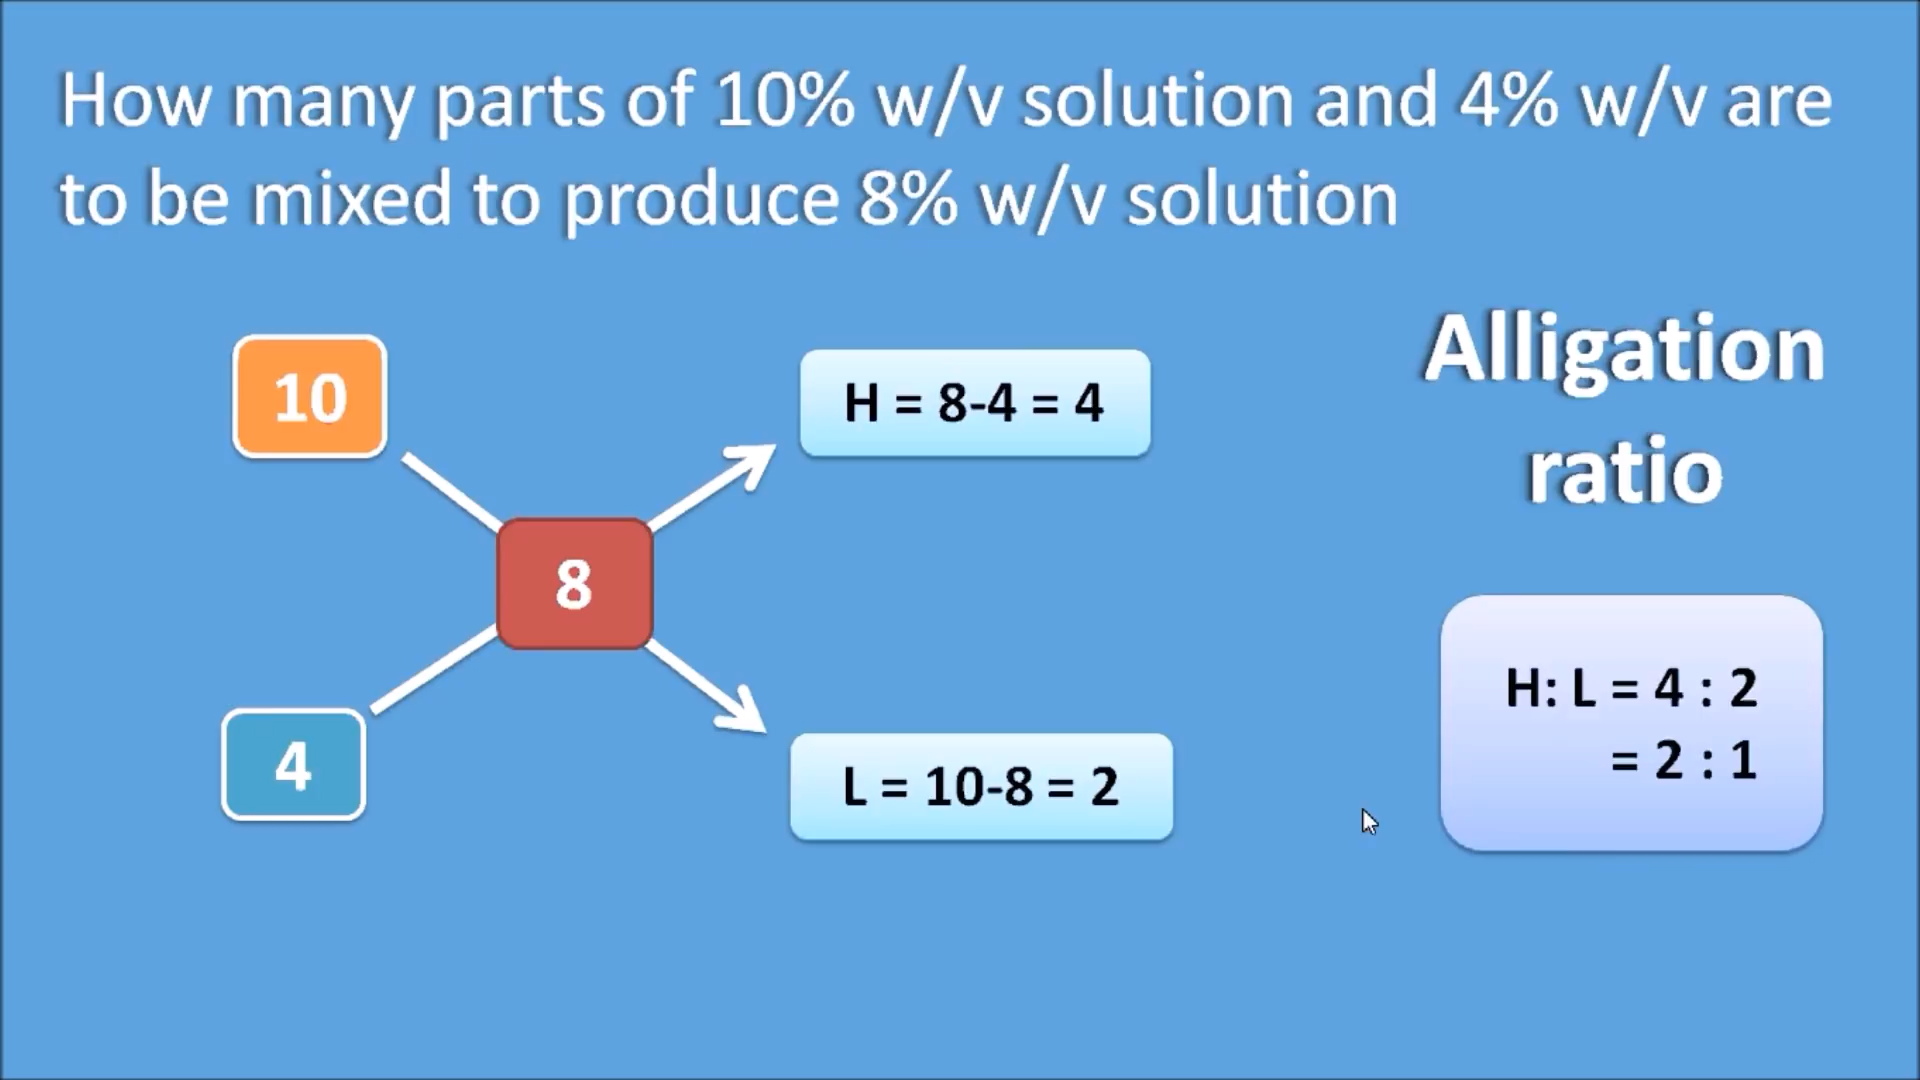 How many parts of 10% w/v solution and 4% w/v are
to be mixed to produce 8% w/v solution
10
8
4
H = 8-4 = 4
L = 10-8 = 2
Alligation
ratio
H: L = 4 : 2
= 2 : 1